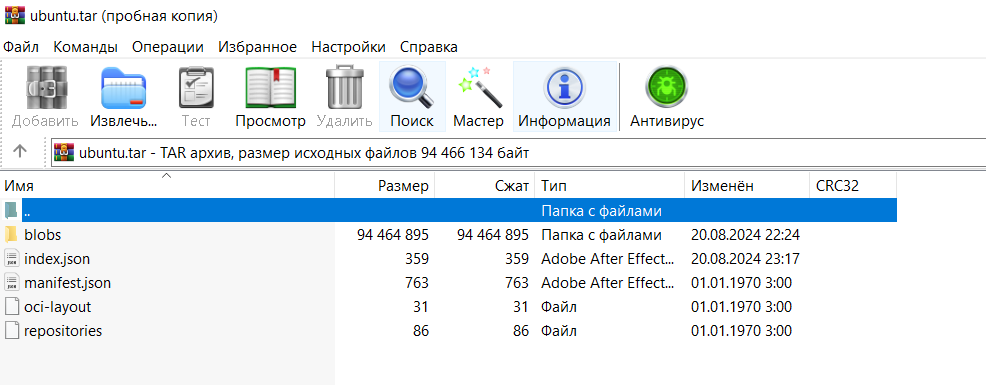 ubuntu.tar (пробная копия)
Файл Команды Операции Избранное Настройки Справка
Добавить Извлечь... Тест Просмотр Удалить Поиск Мастер Информация Антивирус
ubuntu.tar - TAR архив, размер исходных файлов 94 466 134 байт
Имя Размер Сжат Тип Изменён CRC32
.. Папка с файлами
blobs 94 464 895 94 464 895 Папка с файлами 20.08.2024 22:24
index.json 359 359 Adobe After Effect... 20.08.2024 23:17
manifest.json 763 763 Adobe After Effect... 01.01.1970 3:00
oci-layout 31 31 Файл 01.01.1970 3:00
repositories 86 86 Файл 01.01.1970 3:00